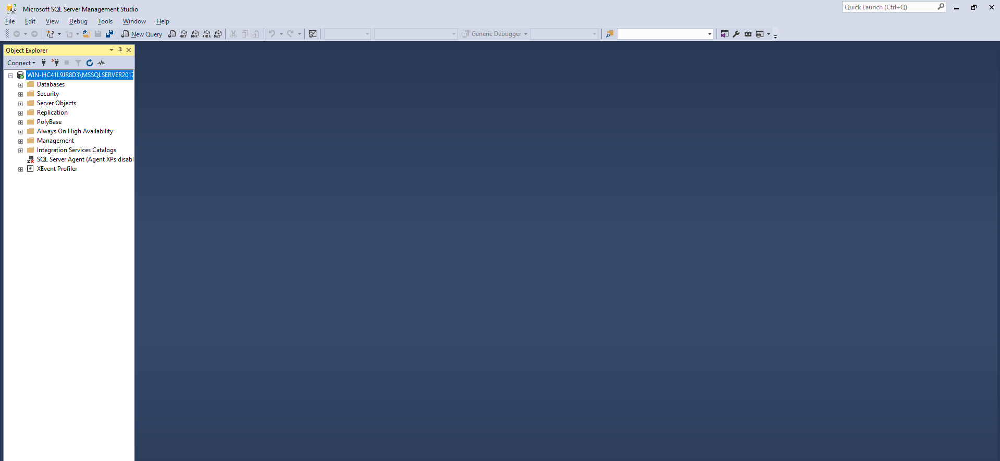 Microsoft SQL Server Management Studio
Quick Launch (Ctrl+Q)
File Edit View Debug Tools Window Help
New Query MDX DMX XMLA DAX Generic Debugger
Object Explorer
Connect
WIN-HC41L9JR8D3\MSSQLSERVER2017
Databases
Security
Server Objects
Replication
PolyBase
Always On High Availability
Management
Integration Services Catalogs
SQL Server Agent (Agent XPs disabl
XEvent Profiler